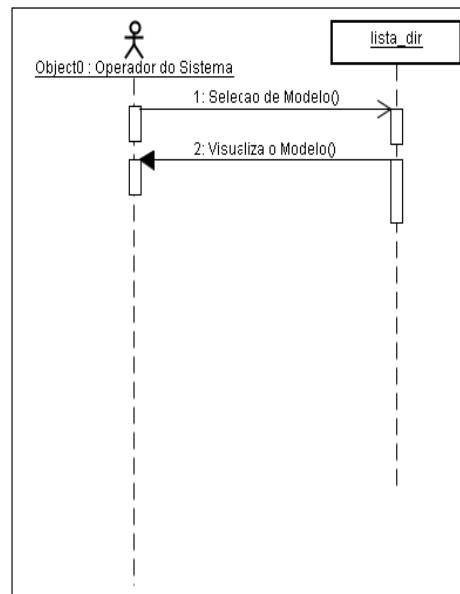 lista_dir
Object0 : Operador do Sistema
1: Selecao de Modelo()
2: Visualiza o Modelo()